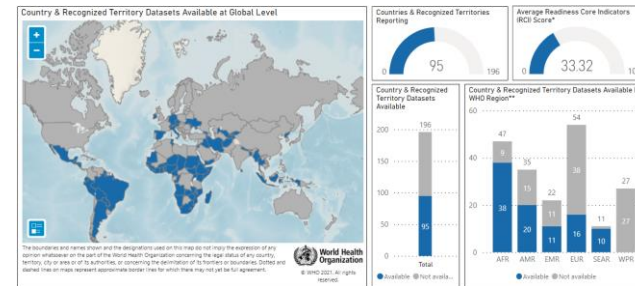 Country & Recognized Territory Datasets Available at Global Level
+
−
The boundaries and names shown and the designations used on this map do not imply the expression of any
opinion whatsoever on the part of the World Health Organization concerning the legal status of any country,
territory, city or area or of its authorities, or concerning the delimitation of its frontiers or boundaries. Dotted and
dashed lines on maps represent approximate border lines for which there may not yet be full agreement.
World Health
Organization
© WHO 2021. All rights
reserved.
Countries & Recognized Territories
Reporting
0
95
196
Average Readiness Core Indicators
(RCI) Score*
0
33.32
10
Country & Recognized
Territory Datasets
Available
200
150
100
50
0
196
95
Total
Available
Not availa...
Country & Recognized Territory Datasets Available
WHO Region**
60
40
20
0
47
9
38
35
15
20
22
11
11
54
38
16
11
10
27
27
AFR
AMR
EMR
EUR
SEAR
WPR
Available
Not available